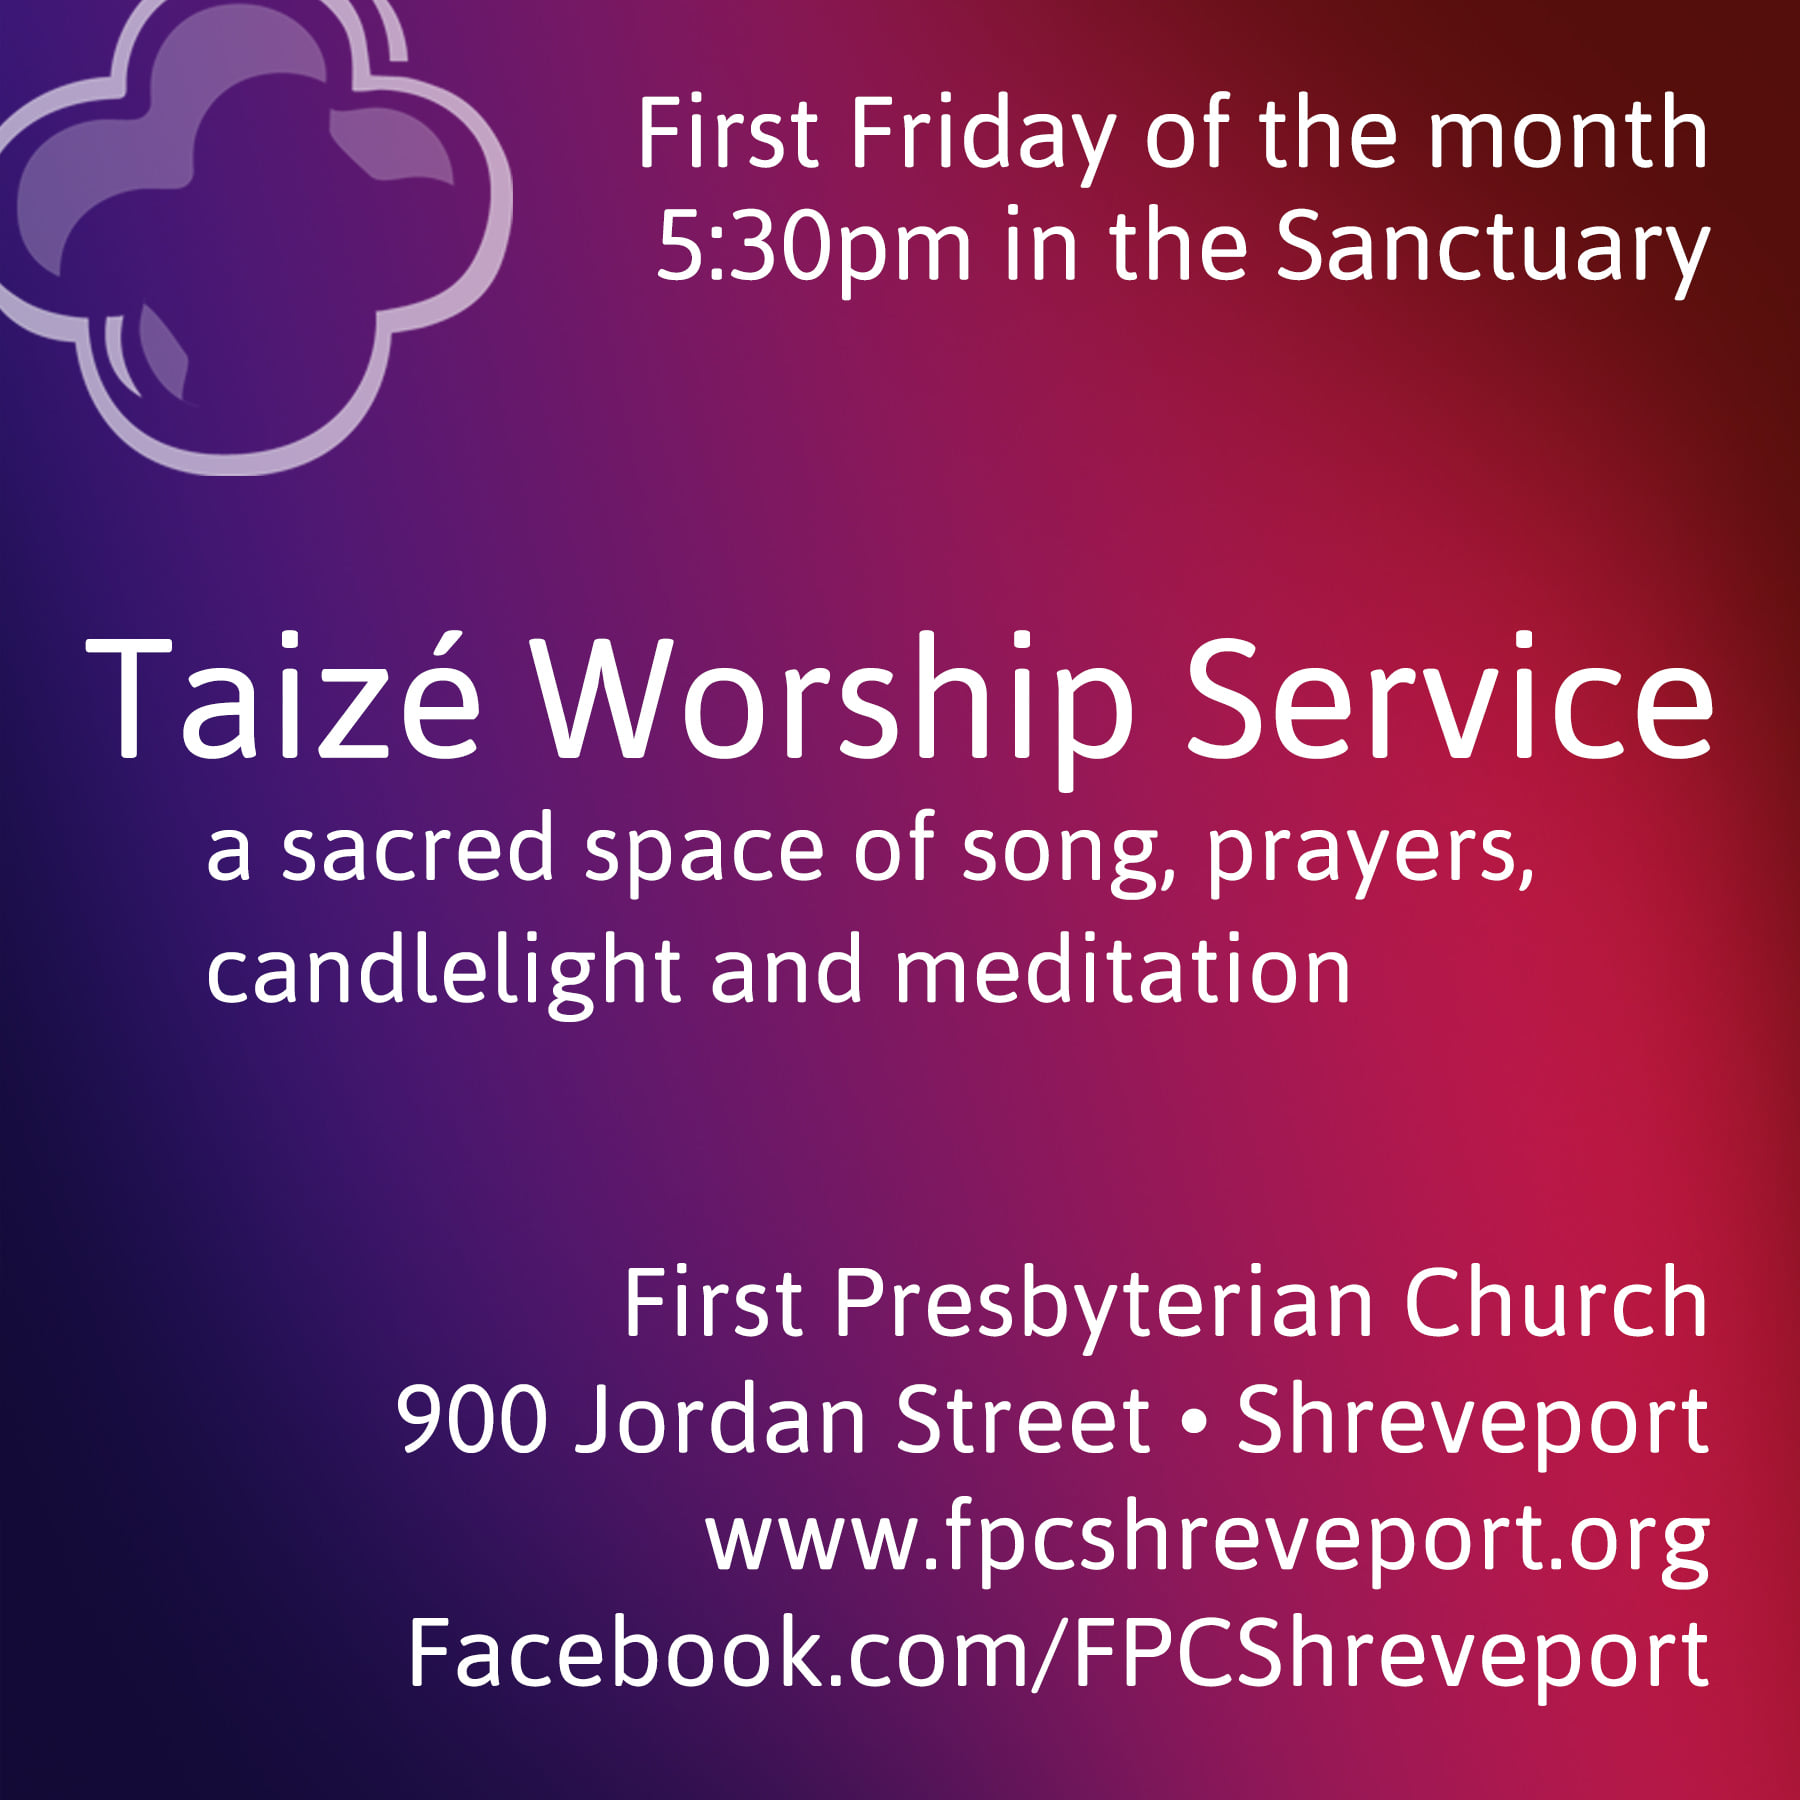 First Friday of the month
5:30pm in the Sanctuary
Taizé Worship Service
a sacred space of song, prayers,
candlelight and meditation
First Presbyterian Church
900 Jordan Street • Shreveport
www.fpcshreveport.org
Facebook.com/FPCShreveport